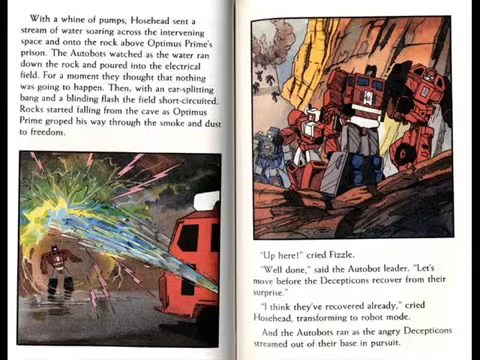 With a whine of pumps, Hosehead sent a
stream of water soaring across the intervening
space and onto the rock above Optimus Prime's
prison. The Autobots watched as the water ran
down the rock and poured into the electrical
field. For a moment they thought that nothing
was going to happen. Then, with an ear-splitting
bang and a blinding flash the field short-circuited.
Rocks started falling from the cave as Optimus
Prime groped his way through the smoke and dust
to freedom.
"Up here!" cried Fizzle.
"Well done," said the Autobot leader. "Let's
move before the Decepticons recover from their
surprise."
"I think they've recovered already," cried
Hosehead, transforming to robot mode.
And the Autobots ran as the angry Decepticons
streamed out of their base in pursuit.